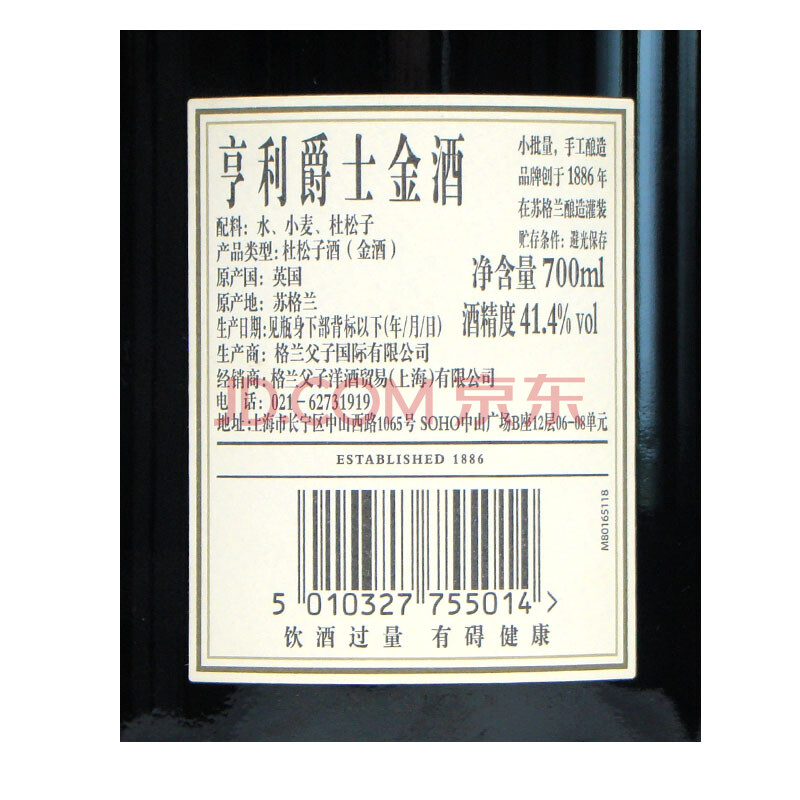 亨利爵士金酒
小批量，手工酿造
品牌创于1886年
在苏格兰酿造灌装
贮存条件：避光保存
净含量 700ml
酒精度 41.4% vol
配料：水、小麦、杜松子
产品类型：杜松子酒（金酒）
原产国：英国
原产地：苏格兰
生产日期：见瓶身下部背标以下(年/月/日)
生产商：格兰父子国际有限公司
经销商：格兰父子洋酒贸易(上海)有限公司
电 话：021-62731919
地址：上海市长宁区中山西路1065号 SOHO中山广场B座12层06-08单元
JD.COM 京东
ESTABLISHED 1886
MB0165118
5 010327 755014 >
饮酒过量 有碍健康